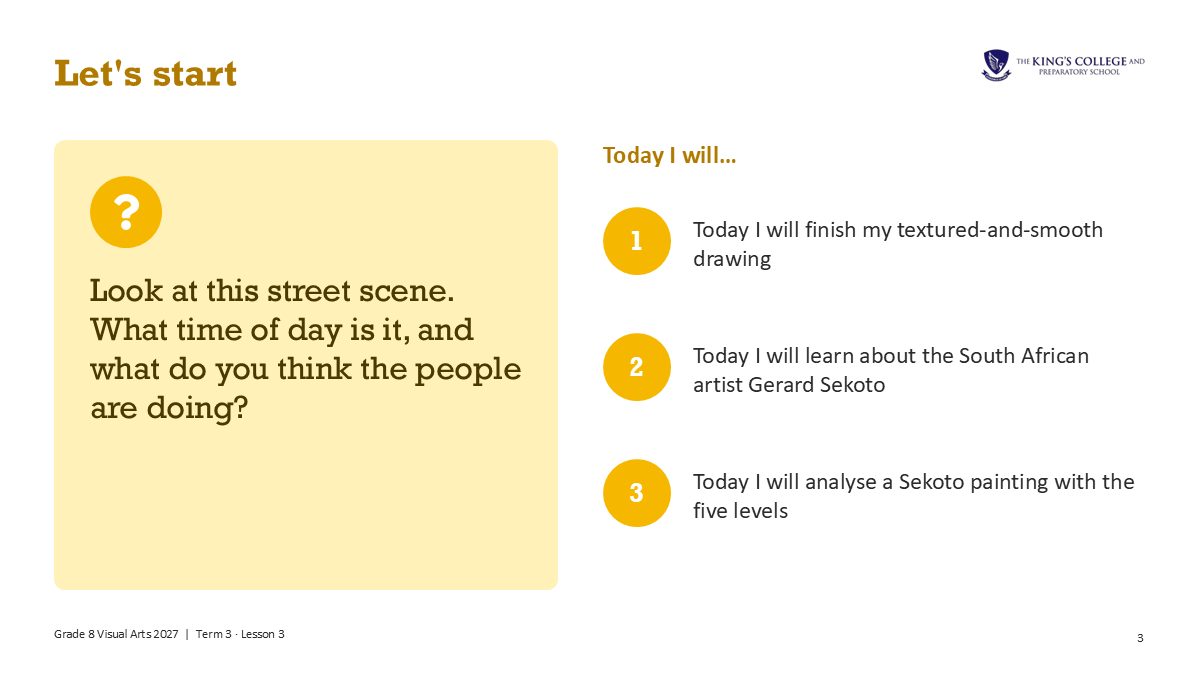 Let's start
THE KING'S COLLEGE AND
PREPARATORY SCHOOL
?
Look at this street scene.
What time of day is it, and
what do you think the people
are doing?
Today I will...
1
Today I will finish my textured-and-smooth
drawing
2
Today I will learn about the South African
artist Gerard Sekoto
3
Today I will analyse a Sekoto painting with the
five levels
Grade 8 Visual Arts 2027 | Term 3 · Lesson 3
3